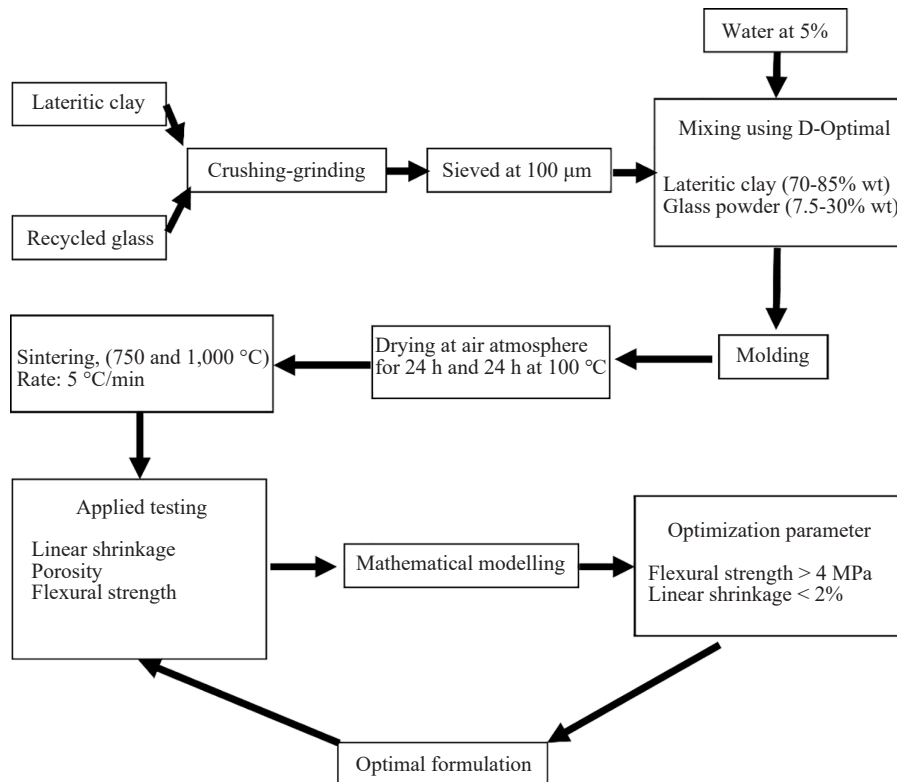 Water at 5%
Lateritic clay
Recycled glass
Crushing-grinding
Sieved at 100 μm
Mixing using D-Optimal
Lateritic clay (70-85% wt)
Glass powder (7.5-30% wt)
Molding
Drying at air atmosphere
for 24 h and 24 h at 100 °C
Sintering, (750 and 1,000 °C)
Rate: 5 °C/min
Applied testing
Linear shrinkage
Porosity
Flexural strength
Mathematical modelling
Optimization parameter
Flexural strength > 4 MPa
Linear shrinkage < 2%
Optimal formulation